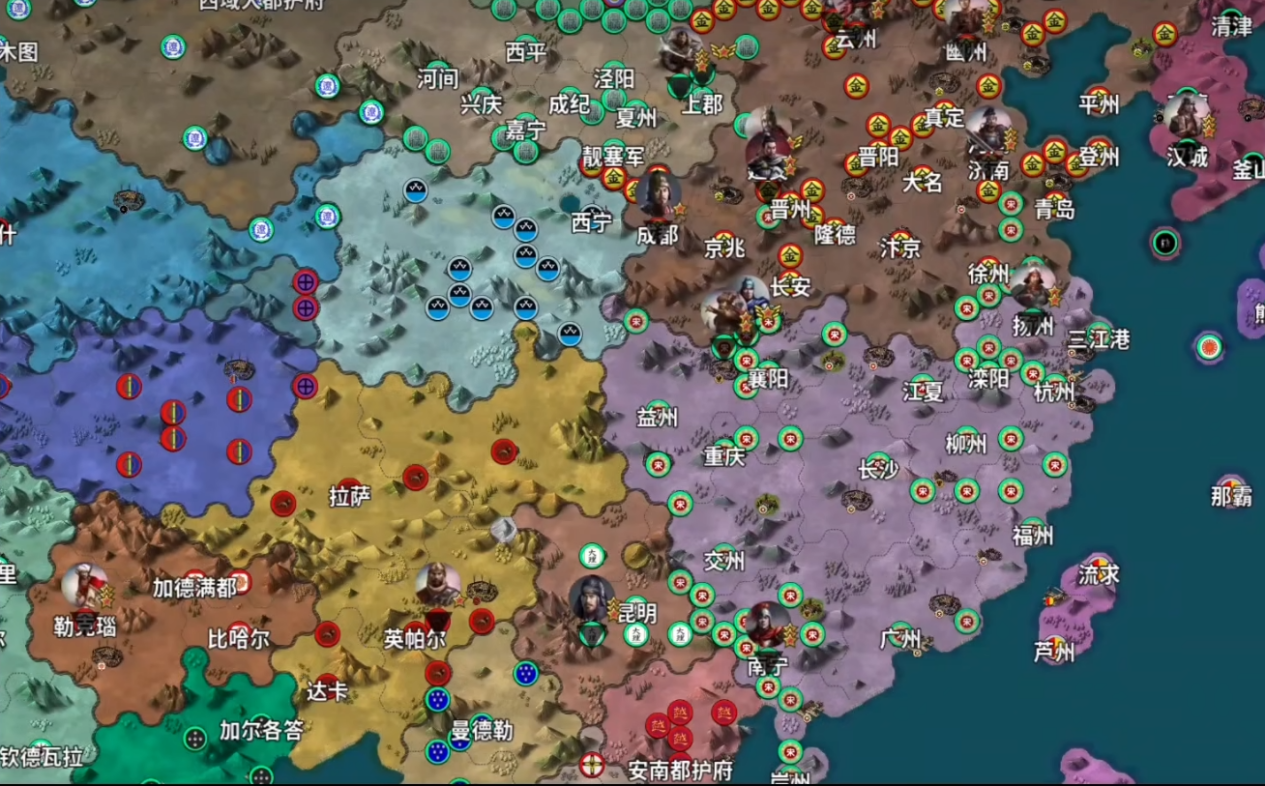 西域大都护府
清津
木图
西平
云州
幽州
河间
泾阳
兴庆
成纪
夏州
上郡
平州
真定
嘉宁
靓塞军
晋阳
济南
登州
汉城
大名
釜山
什
西宁
成都
晋州
青岛
京兆
隆德
汴京
长安
徐州
扬州
三江港
熊
襄阳
江夏
滦阳
杭州
益州
柳州
重庆
长沙
拉萨
那霸
福州
交州
里
加德满都
流求
昆明
勒克瑙
比哈尔
英帕尔
广州
芦州
南宁
达卡
加尔各答
曼德勒
钦德瓦拉
安南都护府